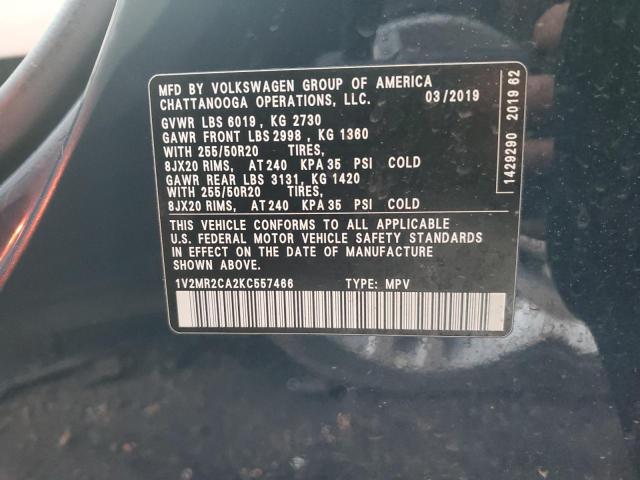 MFD BY VOLKSWAGEN GROUP OF AMERICA
CHATTANOOGA OPERATIONS, LLC. 03/2019
GVWR LBS 6019 , KG 2730
GAWR FRONT LBS 2998 , KG 1360
WITH 255/50R20 TIRES,
8JX20 RIMS, AT 240 KPA 35 PSI COLD
GAWR REAR LBS 3131, KG 1420
WITH 255/50R20 TIRES,
8JX20 RIMS, AT 240 KPA 35 PSI COLD
THIS VEHICLE CONFORMS TO ALL APPLICABLE
U.S. FEDERAL MOTOR VEHICLE SAFETY STANDARDS
IN EFFECT ON THE DATE OF MANUFACTURE
SHOWN ABOVE.
1V2MR2CA2KC557466 TYPE: MPV
1429290 2019 62